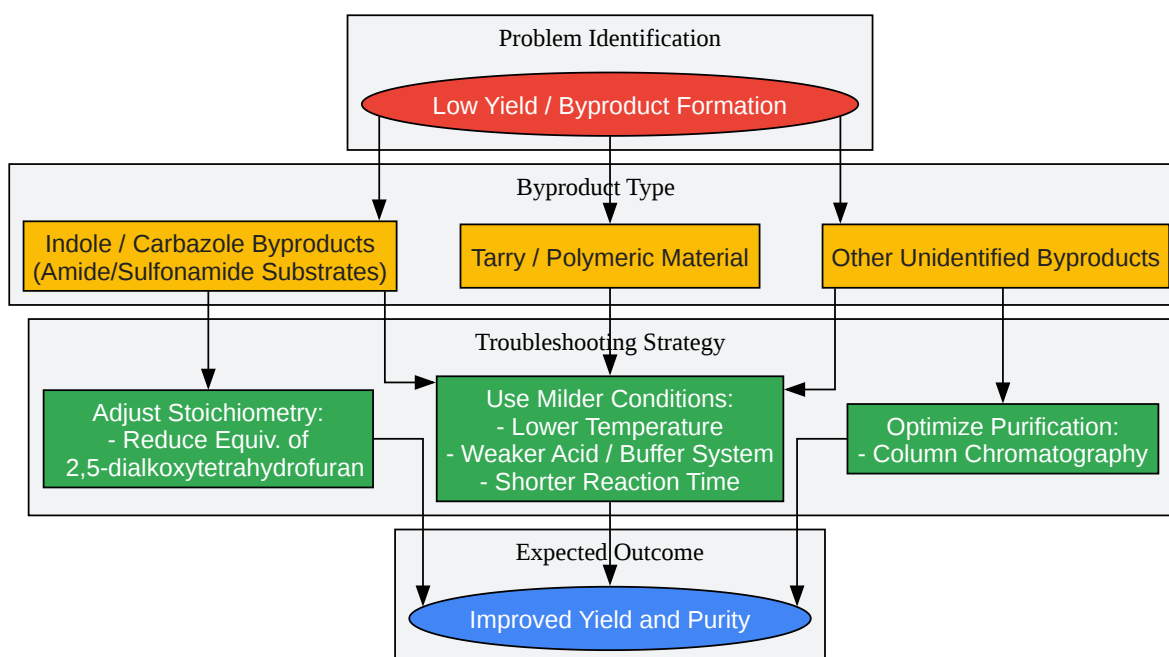 Problem Identification
Low Yield / Byproduct Formation
Byproduct Type
Indole / Carbazole Byproducts
(Amide/Sulfonamide Substrates)
Tarry / Polymeric Material
Other Unidentified Byproducts
Troubleshooting Strategy
Adjust Stoichiometry:
- Reduce Equiv. of
2,5-dialkoxytetrahydrofuran
Use Milder Conditions:
- Lower Temperature
- Weaker Acid / Buffer System
- Shorter Reaction Time
Optimize Purification:
- Column Chromatography
Expected Outcome
Improved Yield and Purity